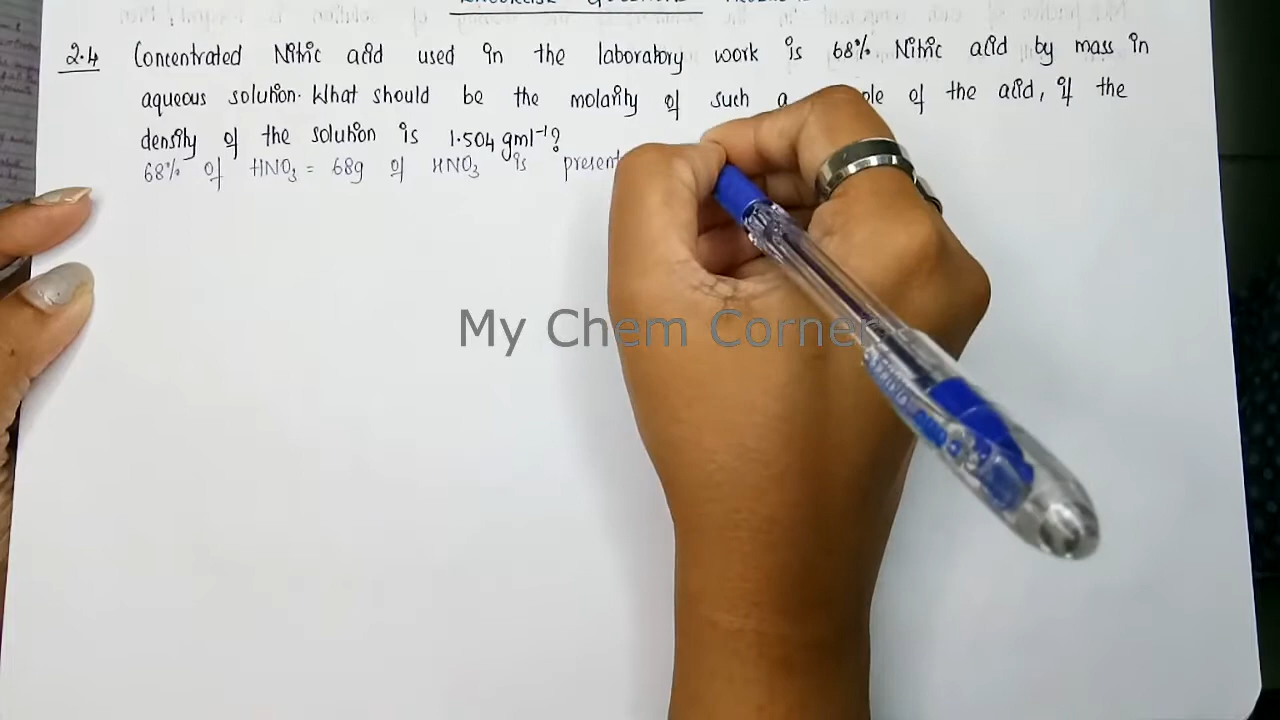 2.4 Concentrated Nitric acid used in the laboratory work is 68% Nitric acid by mass in
aqueous solution. What should be the molarity of such a of the acid, if the
density of the solution is 1.504 gml⁻¹?
68% of HNO₃ = 68g of HNO₃ is present
My Chem Corner